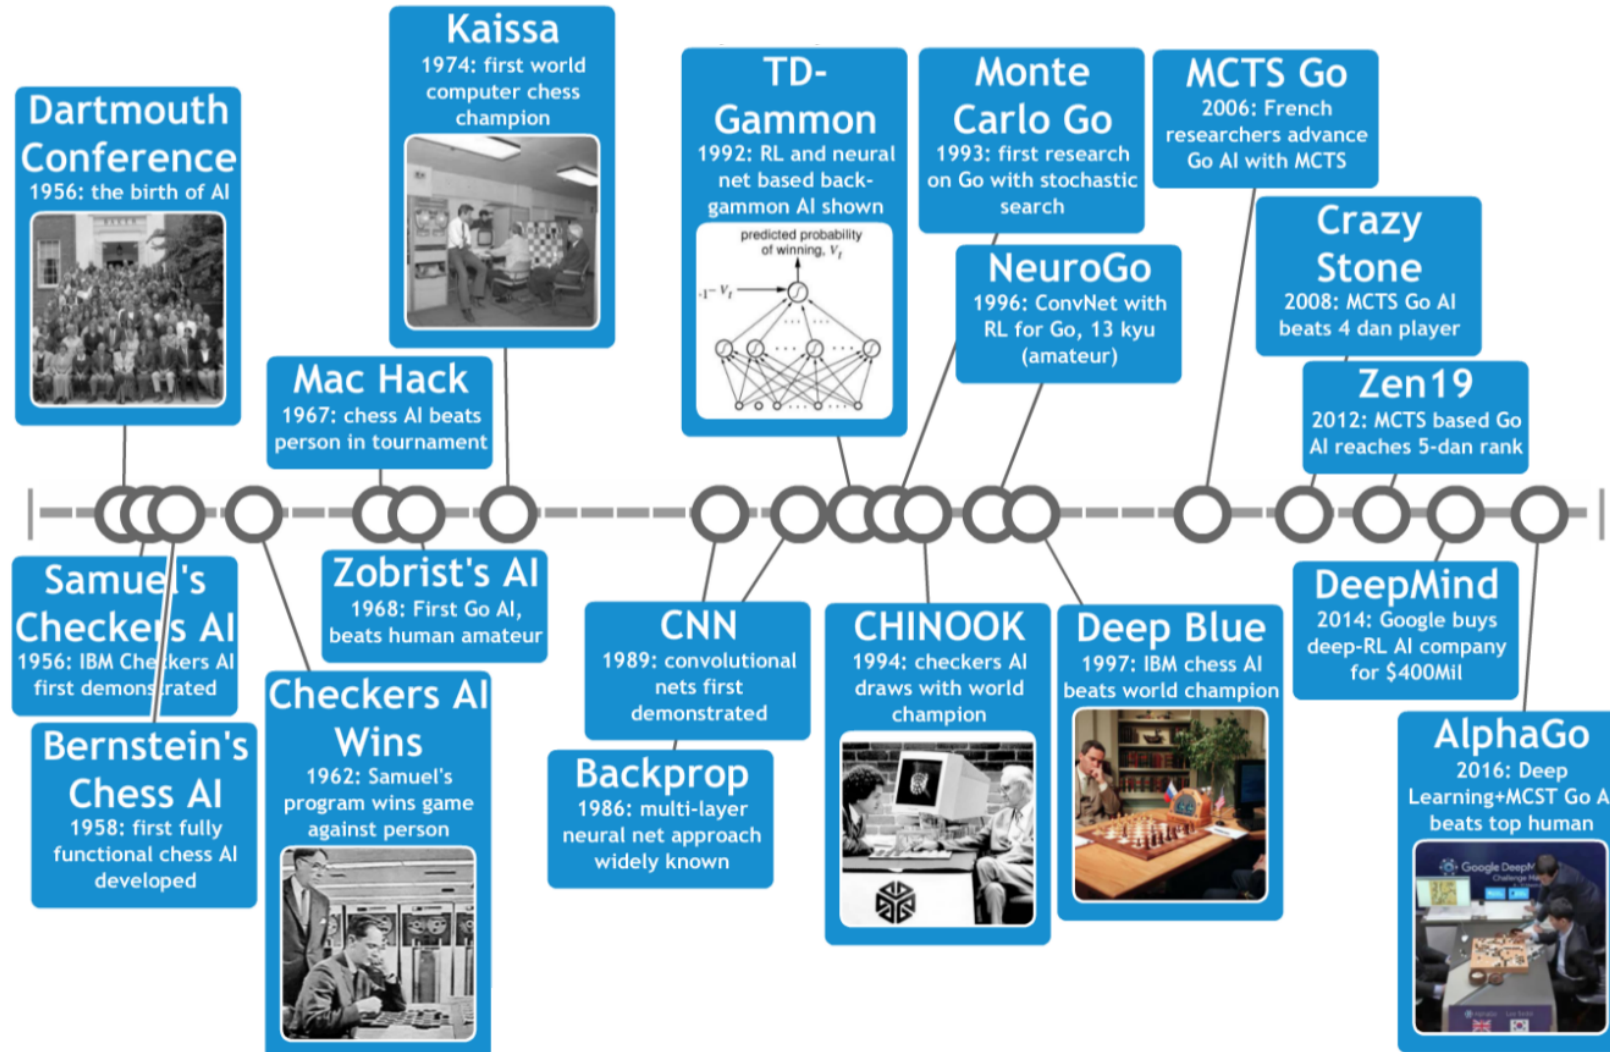 Dartmouth
Conference
1956: the birth of AI
Samuel's
Checkers AI
1956: IBM Checkers AI
first demonstrated
Bernstein's
Chess AI
1958: first fully
functional chess AI
developed
Checkers AI
Wins
1962: Samuel's
program wins game
against person
Mac Hack
1967: chess AI beats
person in tournament
Zobrist's AI
1968: First Go AI,
beats human amateur
Kaissa
1974: first world
computer chess
champion
Backprop
1986: multi-layer
neural net approach
widely known
CNN
1989: convolutional
nets first
demonstrated
TD-
Gammon
1992: RL and neural
net based back-
gammon AI shown
predicted probability
of winning, V_t
Monte
Carlo Go
1993: first research
on Go with stochastic
search
CHINOOK
1994: checkers AI
draws with world
champion
NeuroGo
1996: ConvNet with
RL for Go, 13 kyu
(amateur)
Deep Blue
1997: IBM chess AI
beats world champion
MCTS Go
2006: French
researchers advance
Go AI with MCTS
Crazy
Stone
2008: MCTS Go AI
beats 4 dan player
Zen19
2012: MCTS based Go
AI reaches 5-dan rank
DeepMind
2014: Google buys
deep-RL AI company
for $400Mil
AlphaGo
2016: Deep
Learning+MCST Go A
beats top human
Google DeepM